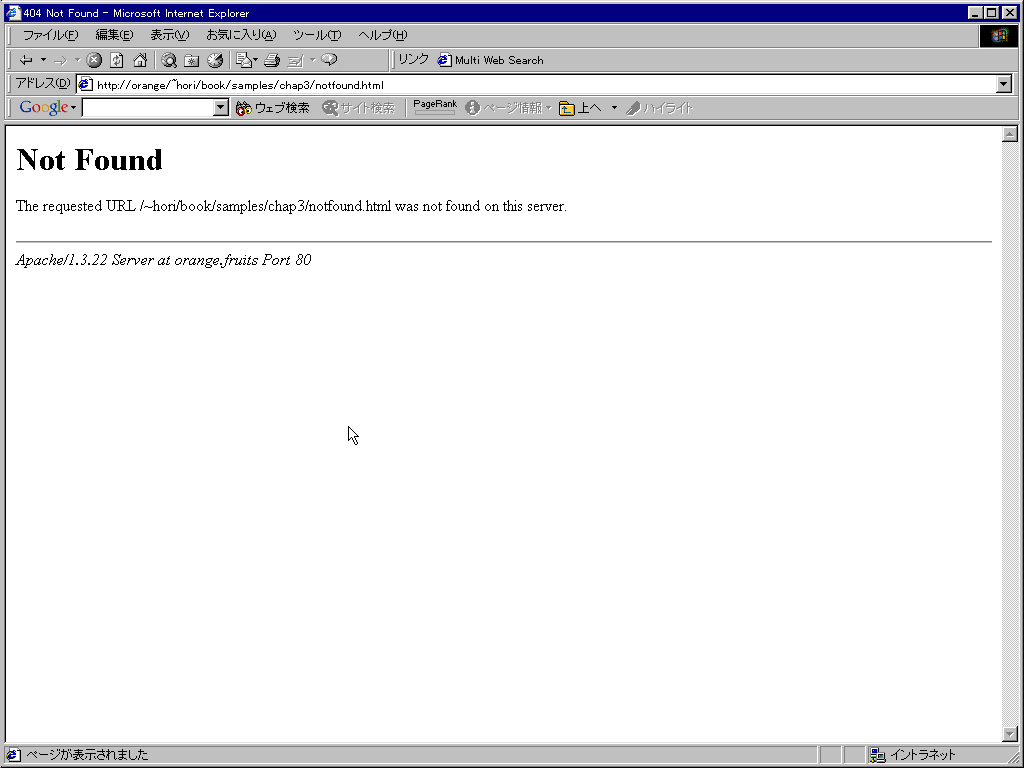 404 Not Found - Microsoft Internet Explorer
ファイル(F) 編集(E) 表示(V) お気に入り(A) ツール(T) ヘルプ(H)
リンク Multi Web Search
アドレス(D) http://orange/~hori/book/samples/chap3/notfound.html
Google ウェブ検索 サイト検索 PageRank ページ情報 上へ ハイライト
Not Found
The requested URL /~hori/book/samples/chap3/notfound.html was not found on this server.
Apache/1.3.22 Server at orange.fruits Port 80
ページが表示されました イントラネット